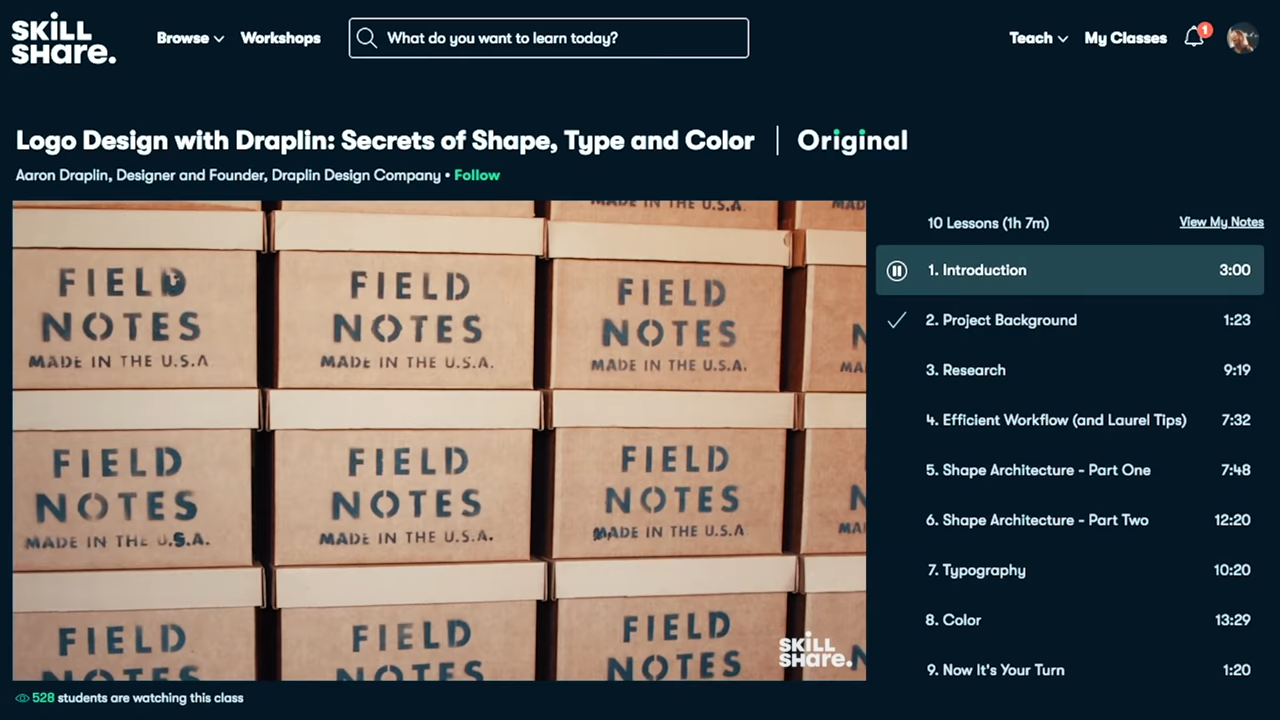 SKILL
SHARE.
Browse
Workshops
What do you want to learn today?
Teach
My Classes
1
Logo Design with Draplin: Secrets of Shape, Type and Color | Original
Aaron Draplin, Designer and Founder, Draplin Design Company • Follow
MADE IN THE U.S.A.
MAD
FIELD
NOTES
MADE IN THE U.S.A
FIELD
NOTES
MADE IN THE U.S.A.
FIELD
NOTES
MADE IN THE U.S.A.
N
MA
FIELD
NOTES
MADE IN THE U.S.A.
FIELD
NOTES
MADE IN THE U.S.A.
FIELD
NOTES
MADE IN THE U.S.A
N
MA
FIELD
NOTES
FIELD
NOTES
FIELD
NOTES
N
SKILL
SHARE.
528 students are watching this class
10 Lessons (1h 7m)
View My Notes
1. Introduction 3:00
2. Project Background 1:23
3. Research 9:19
4. Efficient Workflow (and Laurel Tips) 7:32
5. Shape Architecture - Part One 7:48
6. Shape Architecture - Part Two 12:20
7. Typography 10:20
8. Color 13:29
9. Now It's Your Turn 1:20